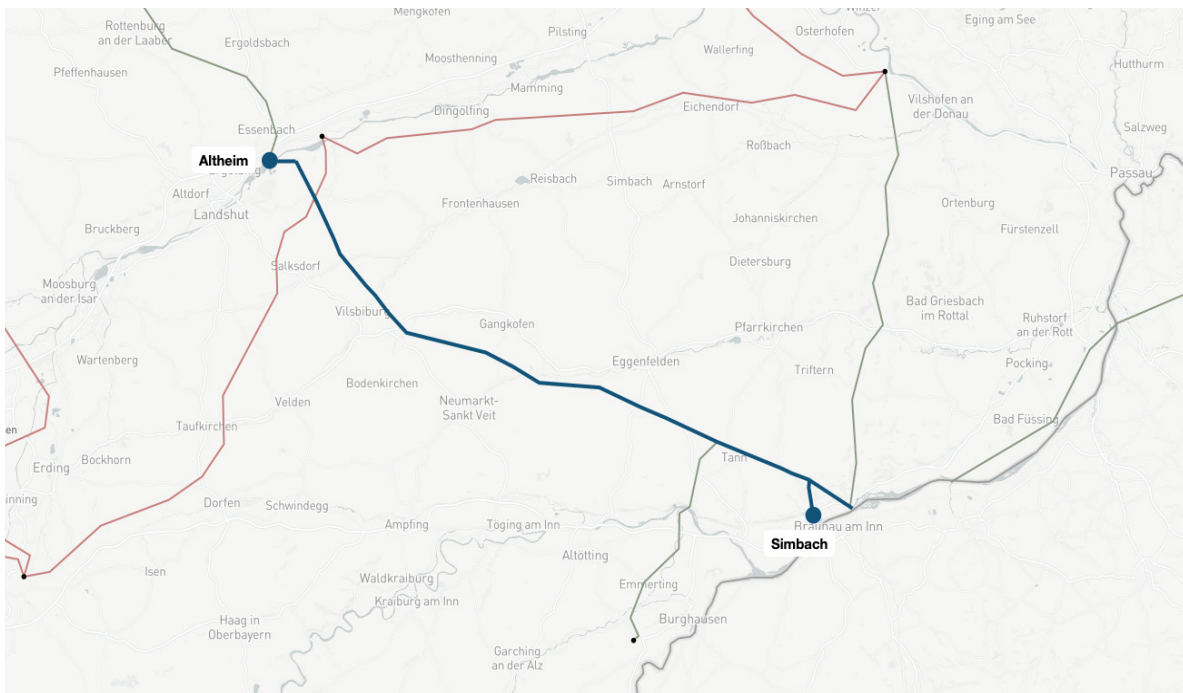 Rottenburg
an der Laaber
Mengkofen
Pilsting
Winzer
Osterhofen
Eging am See
Ergoldsbach
Wallerfing
Moosthenning
Hutthurm
Pfeffenhausen
Mamming
Dingolfing
Eichendorf
Vilshofen an
der Donau
Essenbach
Salzweg
Roßbach
Altheim
Passau
Reisbach
Simbach
Arnstorf
Altdorf
Landshut
Frontenhausen
Ortenburg
Johanniskirchen
Bruckberg
Fürstenzell
Dietersburg
Salksdorf
Moosburg
an der Isar
Bad Griesbach
im Rottal
Vilsbiburg
Gangkofen
Pfarrkirchen
Ruhstorf
an der Rott
Wartenberg
Eggenfelden
Pocking
Triftern
Bodenkirchen
Neumarkt-
Sankt Veit
Velden
Bad Füssing
Taufkirchen
en
Bockhorn
Tann
Erding
inning
Dorfen
Schwindegg
Ampfing
Töging am Inn
Braunau am Inn
Simbach
Altötting
Isen
Waldkraiburg
Emmerting
Kraiburg am Inn
Haag in
Oberbayern
Burghausen
Garching
an der Alz